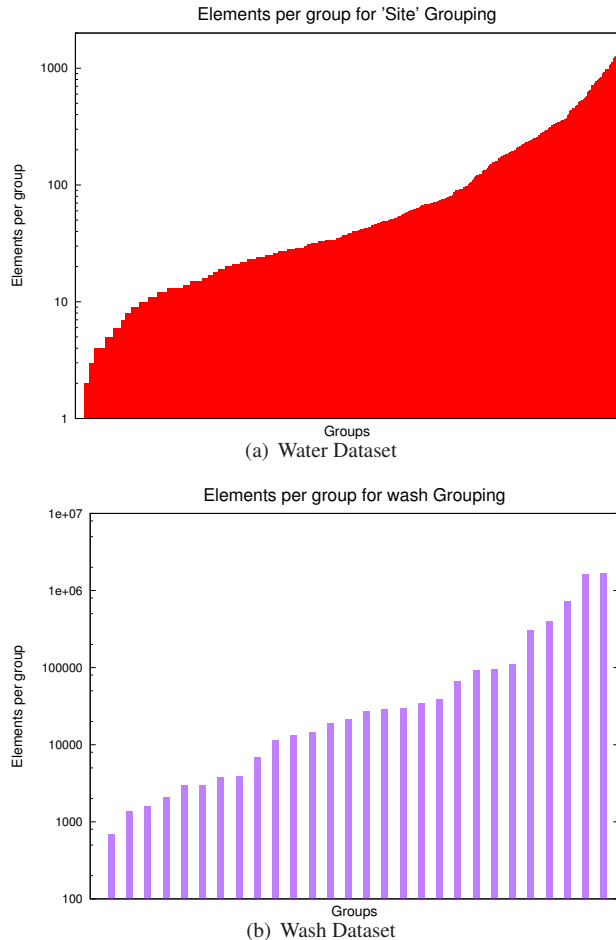 Elements per group for 'Site' Grouping
1000
100
10
1
Elements per group
Groups
(a) Water Dataset
Elements per group for wash Grouping
1e+07
1e+06
100000
10000
1000
100
Elements per group
Groups
(b) Wash Dataset